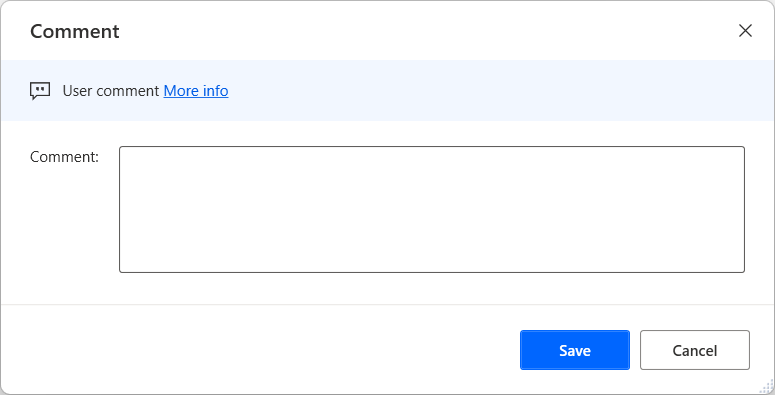 Comment
User comment More info
Comment:
Save
Cancel